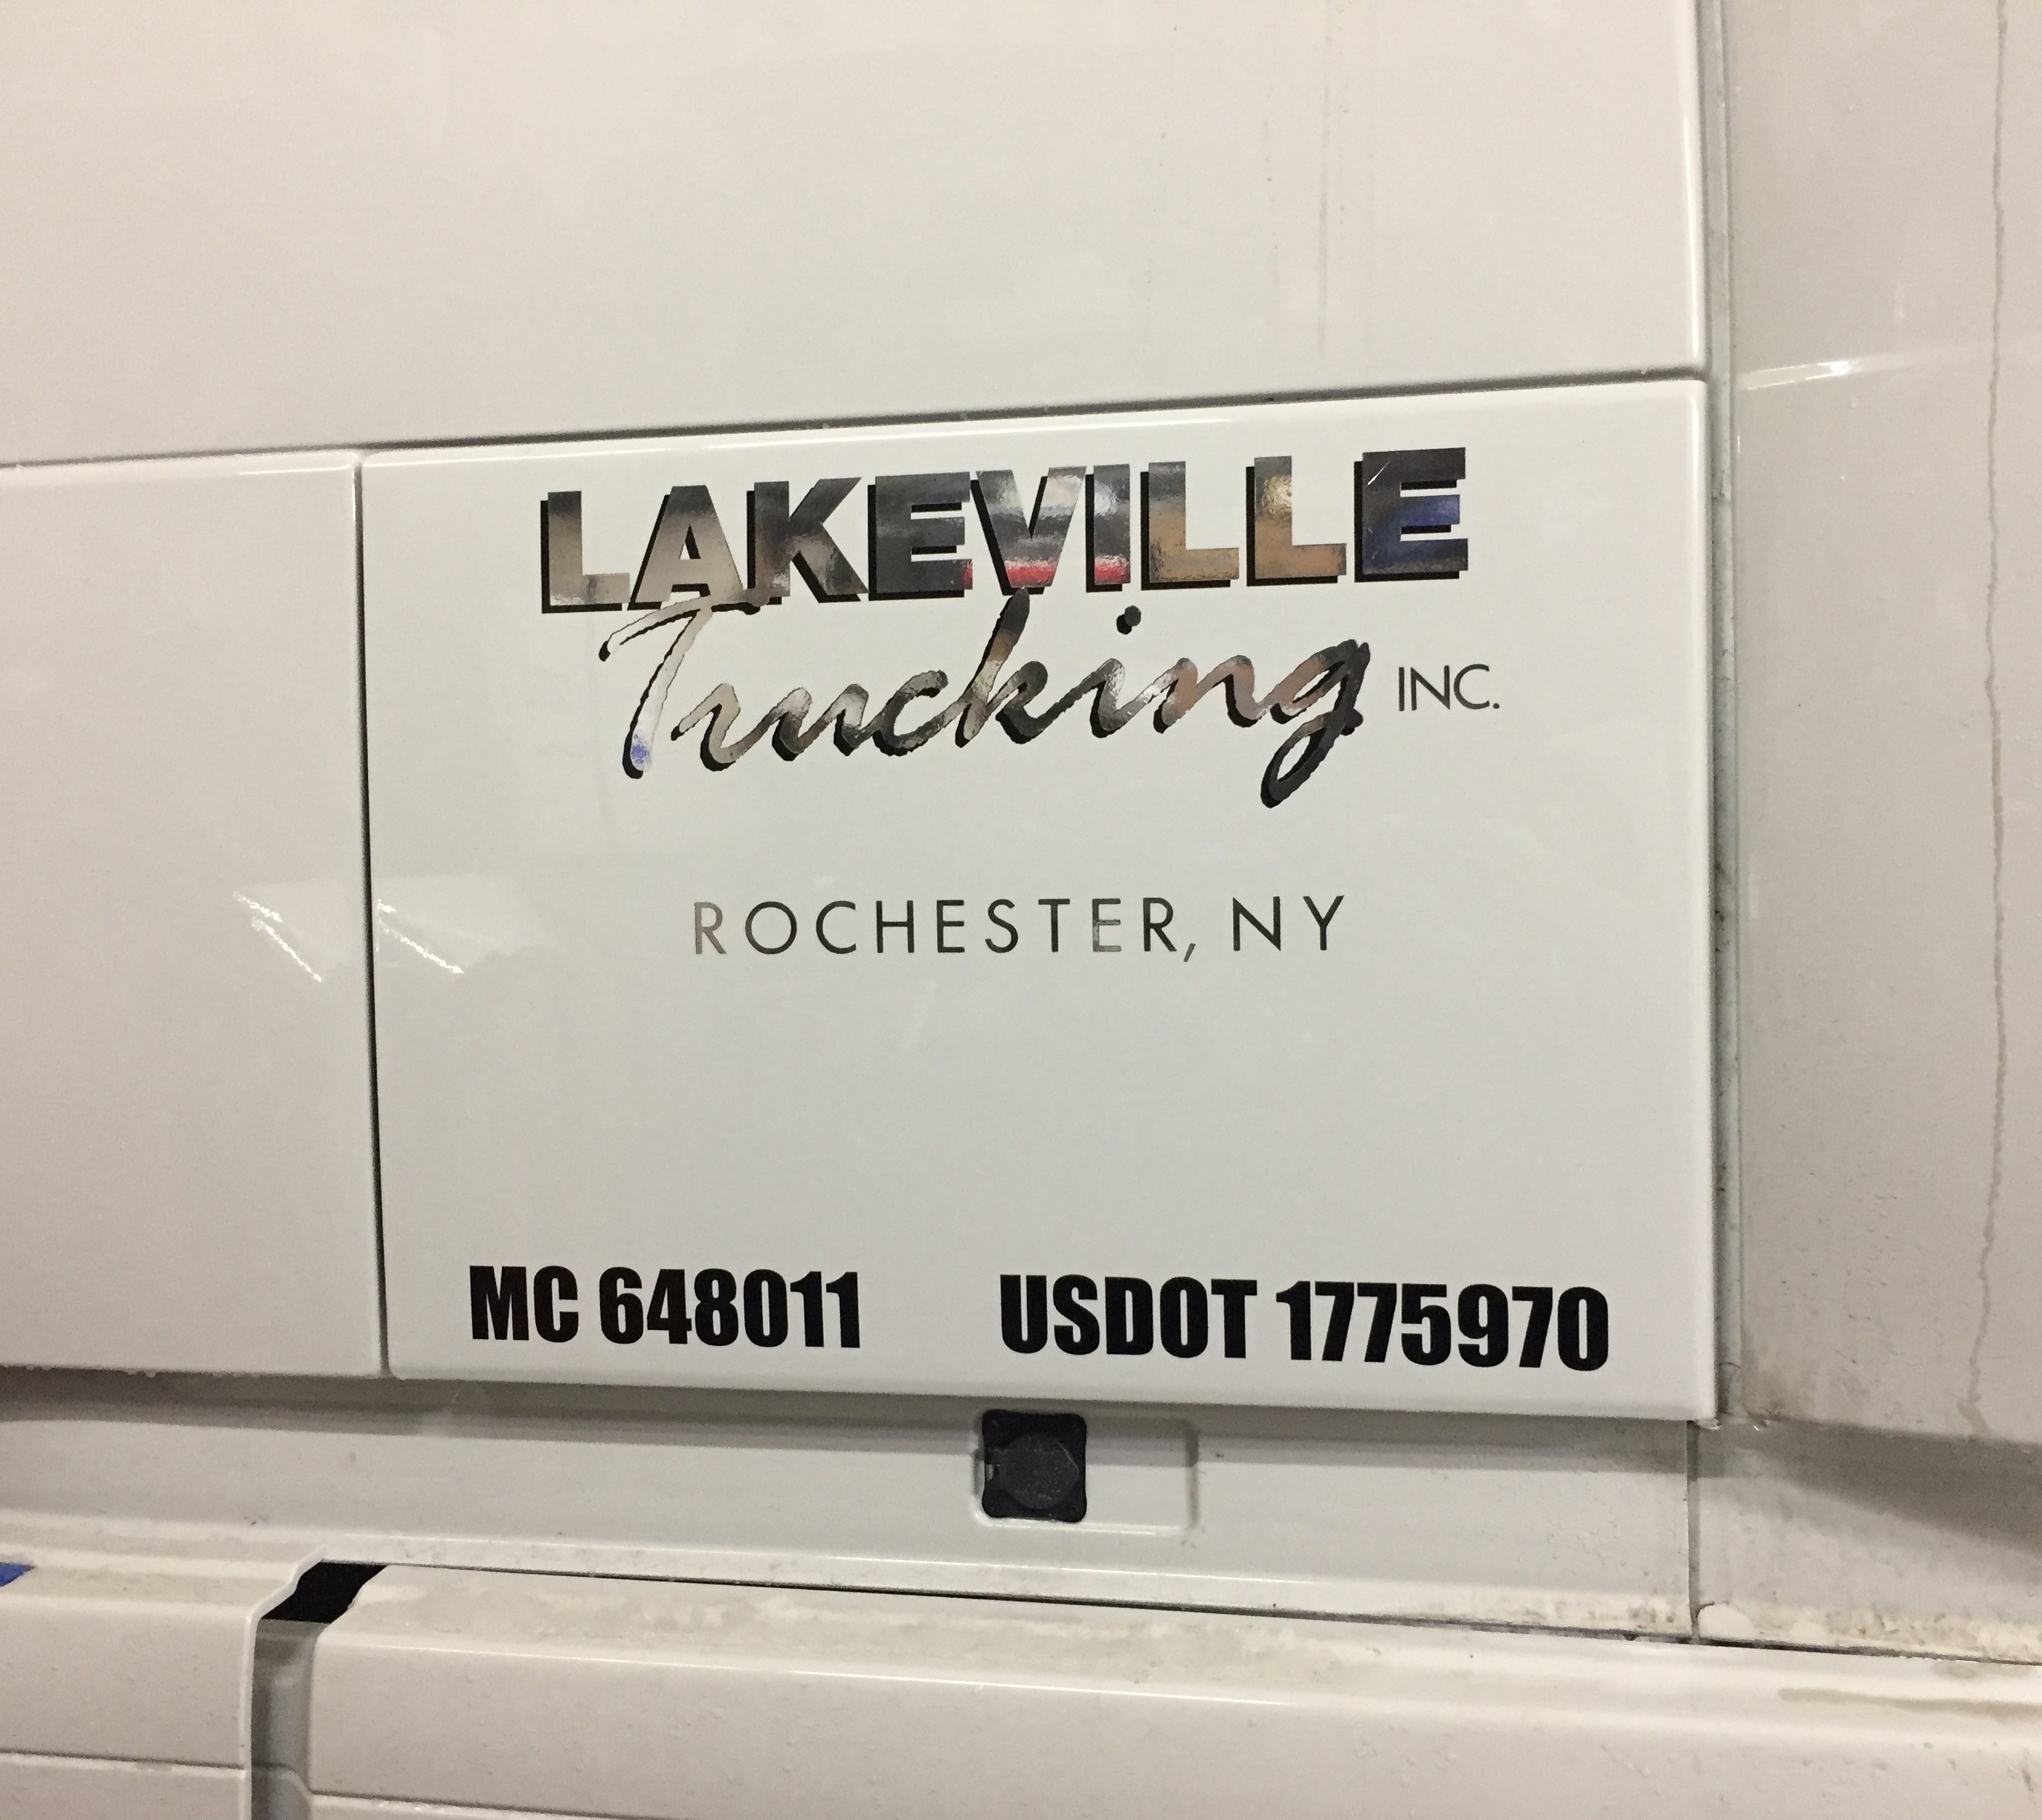 LAKEVILLE
Trucking INC.
ROCHESTER, NY
MC 648011 USDOT 1775970